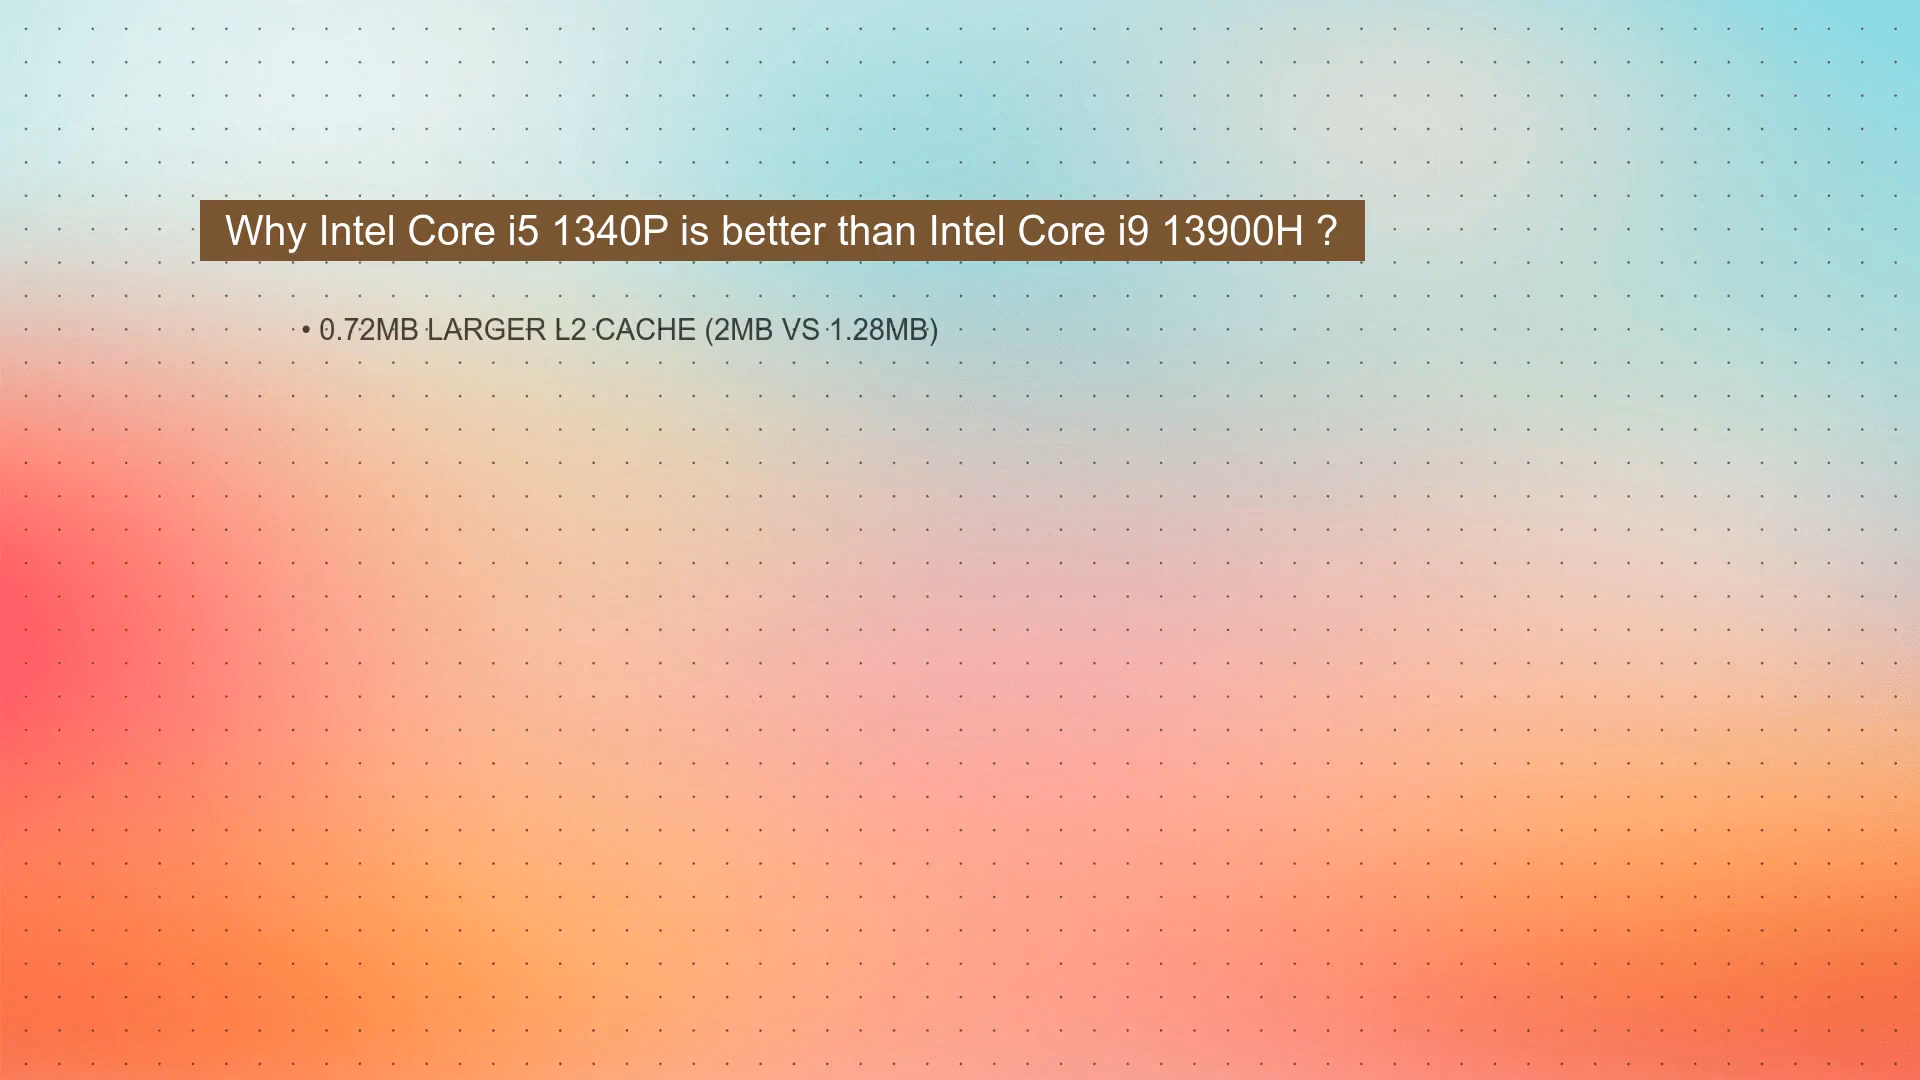 Why Intel Core i5 1340P is better than Intel Core i9 13900H ?
• 0.72MB LARGER L2 CACHE (2MB VS 1.28MB)